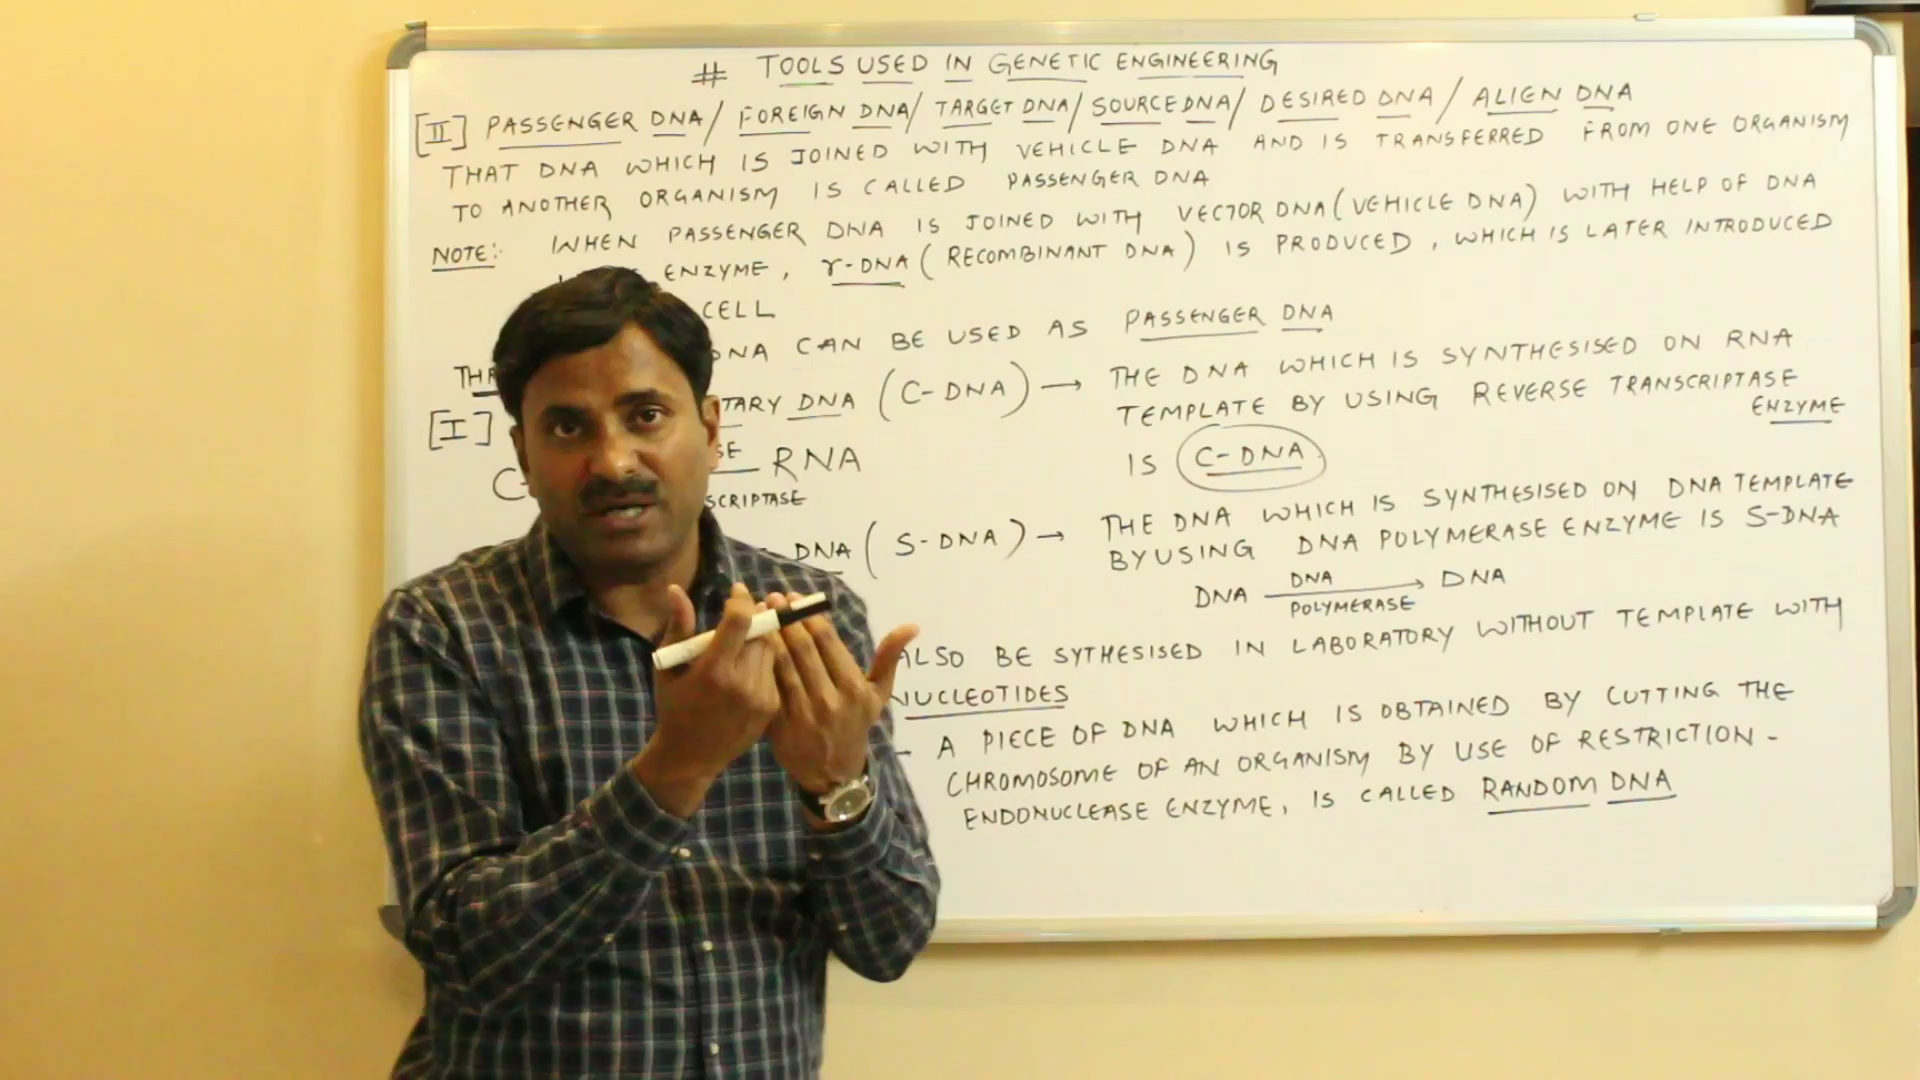 # TOOLS USED IN GENETIC ENGINEERING
[II] PASSENGER DNA/ FOREIGN DNA/ TARGET DNA/ SOURCE DNA/ DESIRED DNA/ ALIEN DNA
THAT DNA WHICH IS JOINED WITH VEHICLE DNA AND IS TRANSFERRED FROM ONE ORGANISM
TO ANOTHER ORGANISM IS CALLED PASSENGER DNA
NOTE:- WHEN PASSENGER DNA IS JOINED WITH VECTOR DNA (VEHICLE DNA) WITH HELP OF DNA
ENZYME, r-DNA (RECOMBINANT DNA) IS PRODUCED, WHICH IS LATER INTRODUCED
CELL
DNA CAN BE USED AS PASSENGER DNA
[I] TARY DNA (C-DNA) → THE DNA WHICH IS SYNTHESISED ON RNA
TEMPLATE BY USING REVERSE TRANSCRIPTASE
ENZYME
IS C-DNA
SE RNA
SCRIPTASE
DNA (S-DNA) → THE DNA WHICH IS SYNTHESISED ON DNA TEMPLATE
BY USING DNA POLYMERASE ENZYME IS S-DNA
DNA DNA POLYMERASE → DNA
ALSO BE SYTHESISED IN LABORATORY WITHOUT TEMPLATE WITH
NUCLEOTIDES
- A PIECE OF DNA WHICH IS OBTAINED BY CUTTING THE
CHROMOSOME OF AN ORGANISM BY USE OF RESTRICTION-
ENDONUCLEASE ENZYME, IS CALLED RANDOM DNA